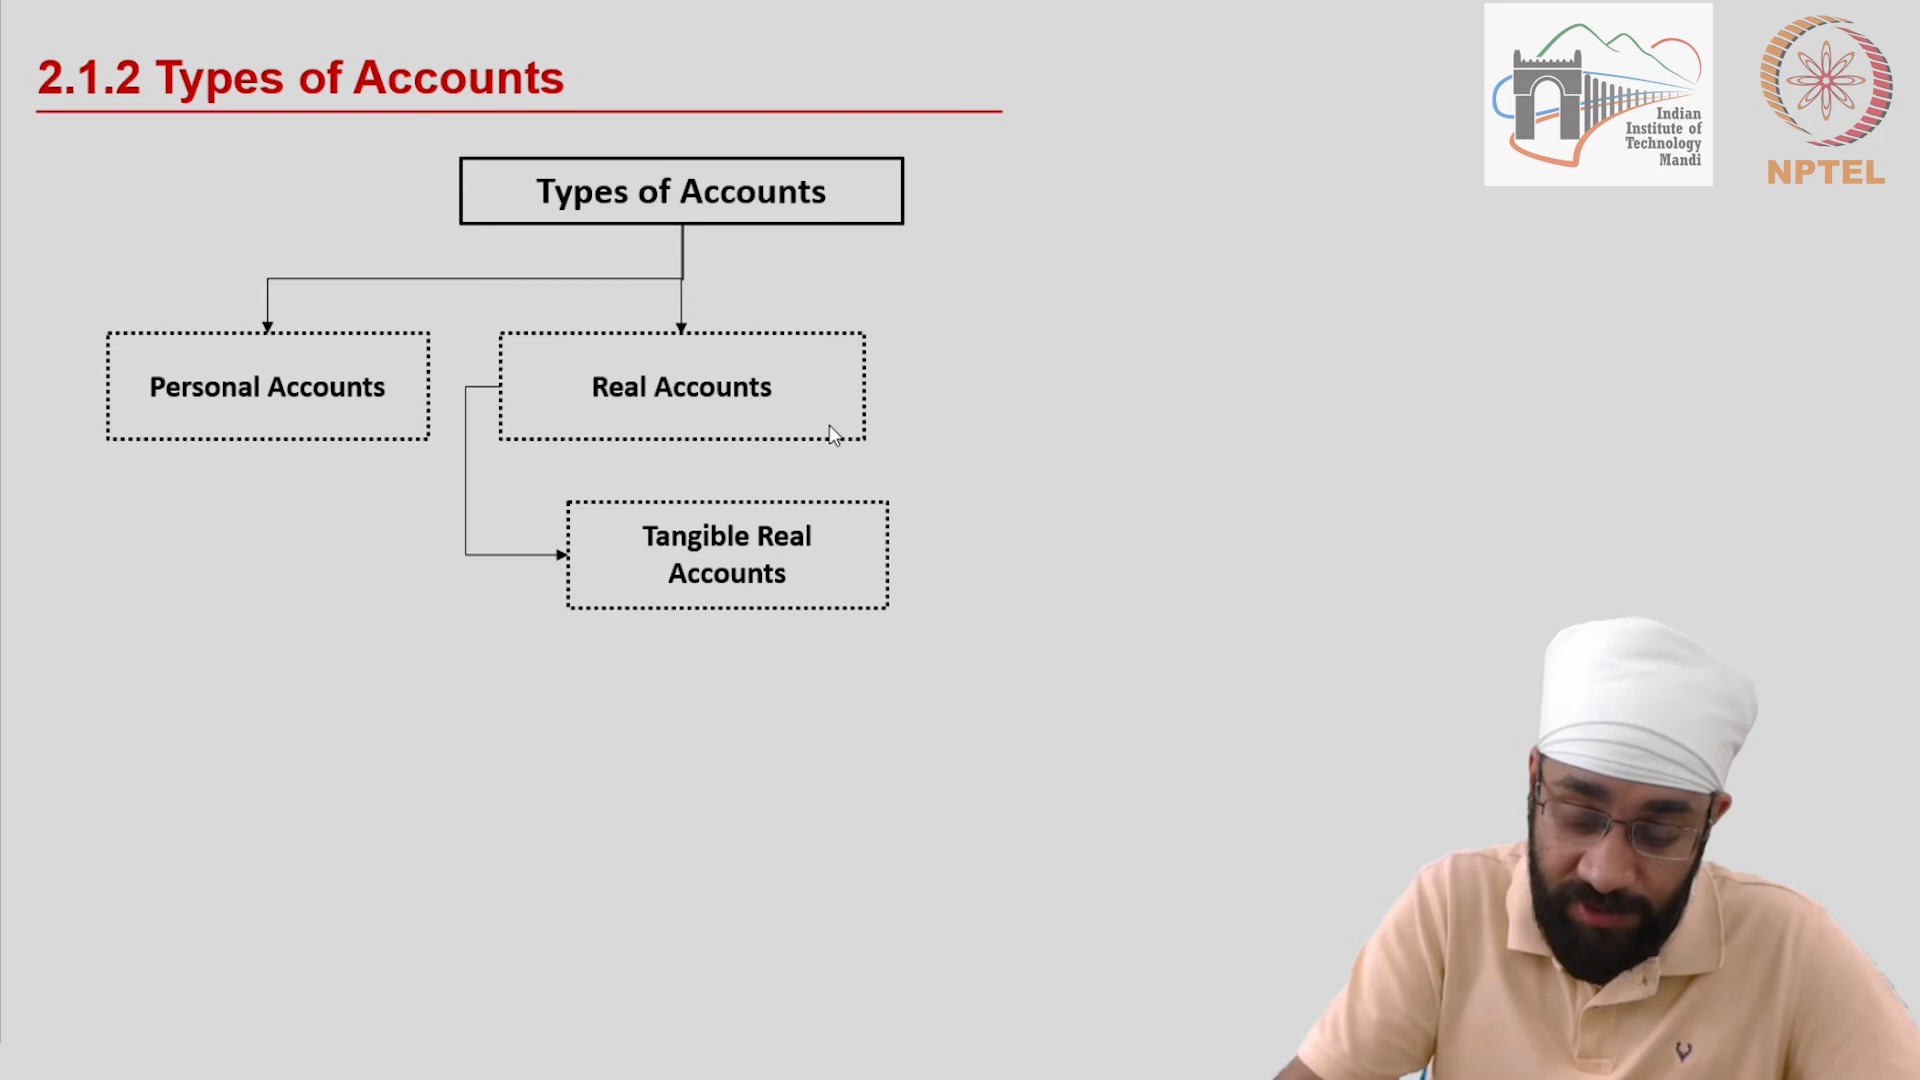 2.1.2 Types of Accounts
Indian
Institute of
Technology
Mandi
NPTEL
Types of Accounts
Personal Accounts
Real Accounts
Tangible Real
Accounts